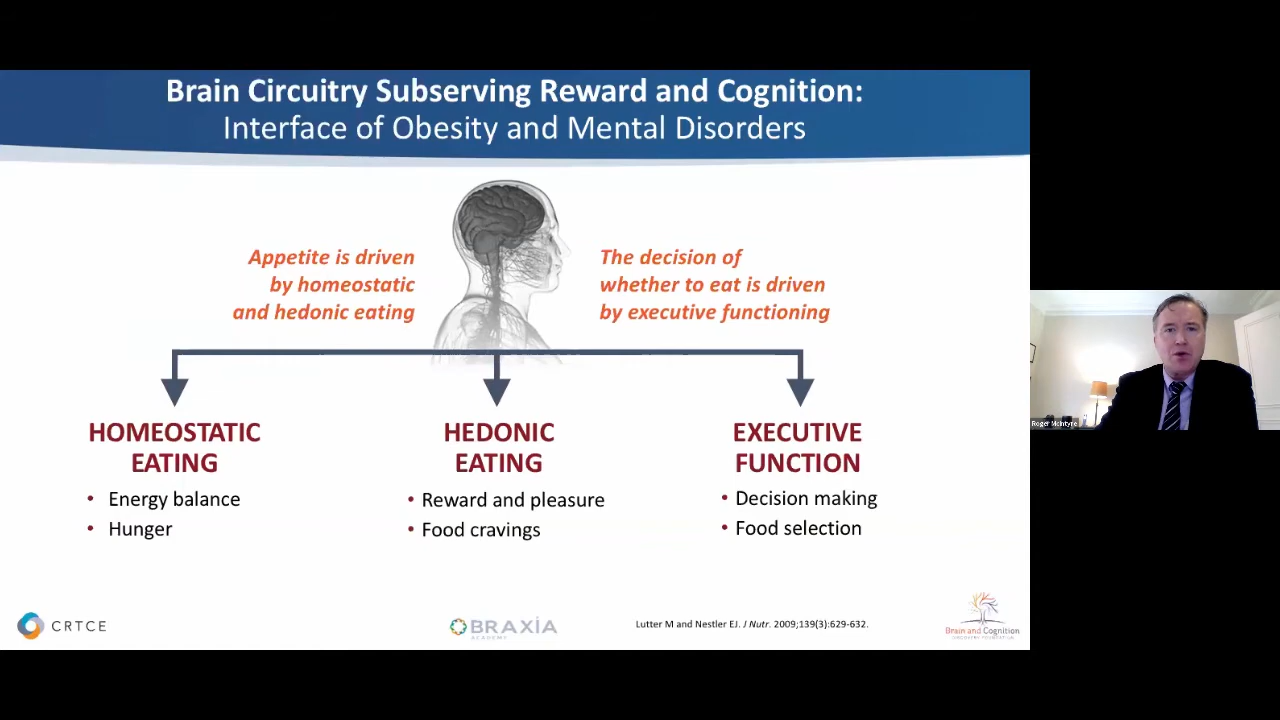 Brain Circuitry Subserving Reward and Cognition:
Interface of Obesity and Mental Disorders
Appetite is driven
by homeostatic
and hedonic eating
The decision of
whether to eat is driven
by executive functioning
HOMEOSTATIC
EATING
• Energy balance
• Hunger
HEDONIC
EATING
• Reward and pleasure
• Food cravings
EXECUTIVE
FUNCTION
• Decision making
• Food selection
Roger McIntyre
CRTCE
BRAXIA
ACADEMY
Lutter M and Nestler EJ. J Nutr. 2009;139(3):629-632.
Brain and Cognition
DISCOVERY FOUNDATION